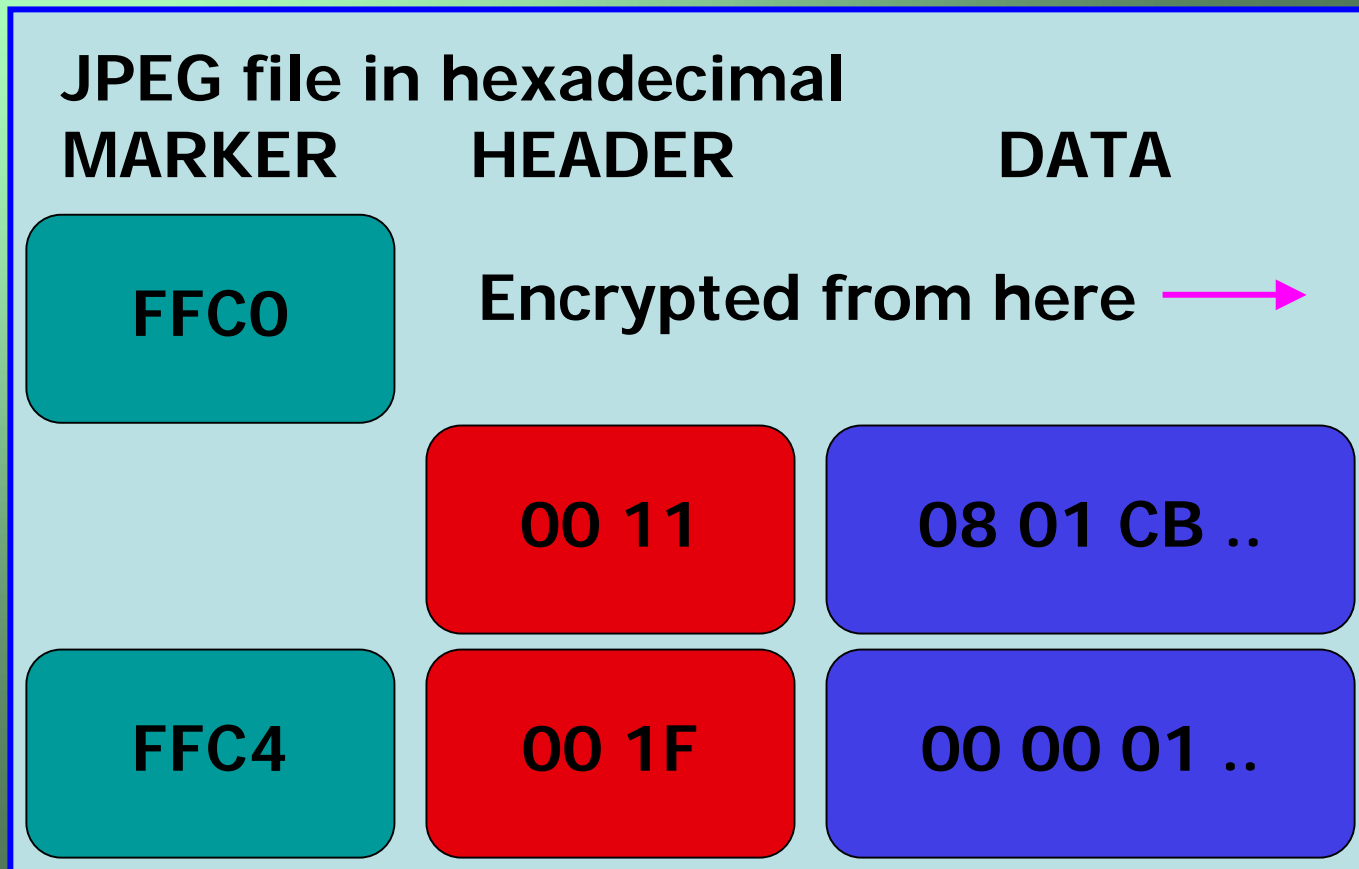 JPEG file in hexadecimal
MARKER HEADER DATA
FFC0 Encrypted from here
00 11 08 01 CB ..
FFC4 00 1F 00 00 01 ..